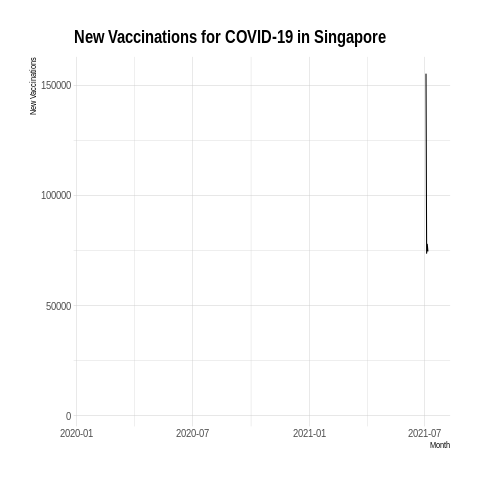 New Vaccinations for COVID-19 in Singapore
New Vaccinations
150000
100000
50000
0
2020-01 2020-07 2021-01 2021-07
Month